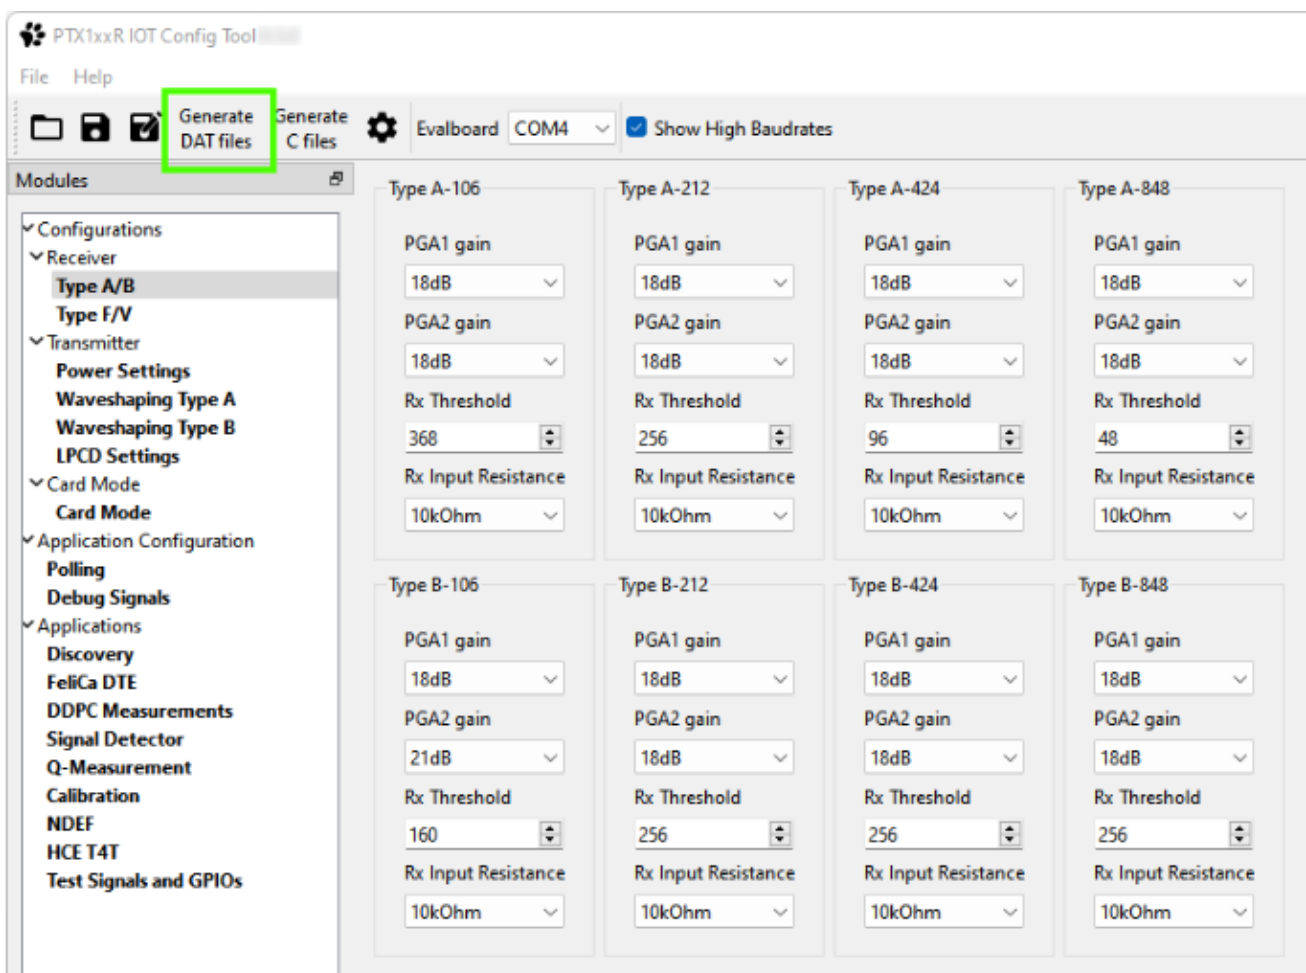 PTX1xxR IOT Config Tool
File Help
Generate DAT files Generate C files Evalboard COM4 Show High Baudrates
Modules
Configurations
Receiver
Type A/B
Type F/V
Transmitter
Power Settings
Waveshaping Type A
Waveshaping Type B
LPCD Settings
Card Mode
Card Mode
Application Configuration
Polling
Debug Signals
Applications
Discovery
FeliCa DTE
DDPC Measurements
Signal Detector
Q-Measurement
Calibration
NDEF
HCE T4T
Test Signals and GPIOs
Type A-106 Type A-212 Type A-424 Type A-848
PGA1 gain PGA1 gain PGA1 gain PGA1 gain
18dB 18dB 18dB 18dB
PGA2 gain PGA2 gain PGA2 gain PGA2 gain
18dB 18dB 18dB 18dB
Rx Threshold Rx Threshold Rx Threshold Rx Threshold
368 256 96 48
Rx Input Resistance Rx Input Resistance Rx Input Resistance Rx Input Resistance
10kOhm 10kOhm 10kOhm 10kOhm
Type B-106 Type B-212 Type B-424 Type B-848
PGA1 gain PGA1 gain PGA1 gain PGA1 gain
18dB 18dB 18dB 18dB
PGA2 gain PGA2 gain PGA2 gain PGA2 gain
21dB 18dB 18dB 18dB
Rx Threshold Rx Threshold Rx Threshold Rx Threshold
160 256 256 256
Rx Input Resistance Rx Input Resistance Rx Input Resistance Rx Input Resistance
10kOhm 10kOhm 10kOhm 10kOhm